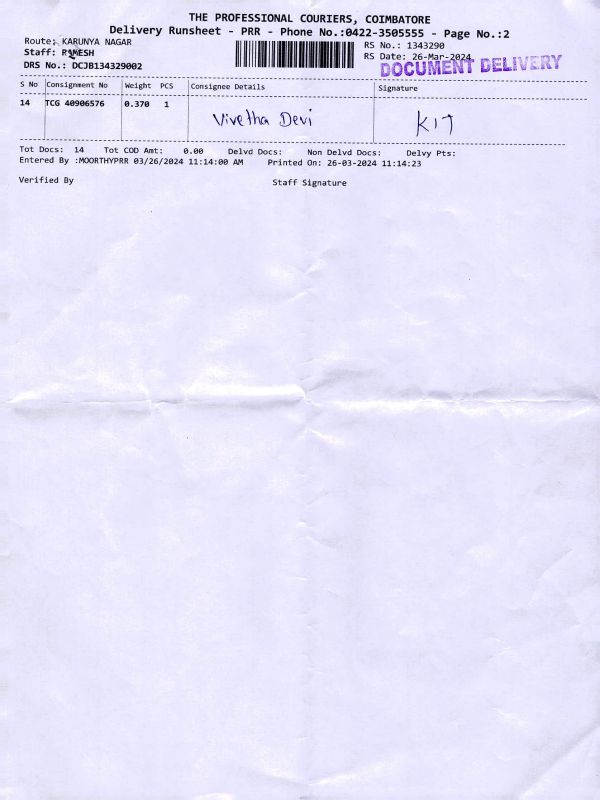 THE PROFESSIONAL COURIERS, COIMBATORE
Delivery Runsheet - PRR - Phone No.:0422-3505555 - Page No.:2
Route: KARUNYA NAGAR
RS No.: 1343290
Staff: RAMESH
RS Date: 26-Mar-2024
DRS No.: DCJB134329002
DOCUMENT DELIVERY
S No Consignment No Weight PCS Consignee Details Signature
14 TCG 40906576 0.370 1
Vivetha Devi
Tot Docs: 14 Tot COD Amt: 0.00 Delvd Docs: Non Delvd Docs: Delvy Pts:
Entered By :MOORTHYPRR 03/26/2024 11:14:00 AM Printed On: 26-03-2024 11:14:23
Verified By Staff Signature